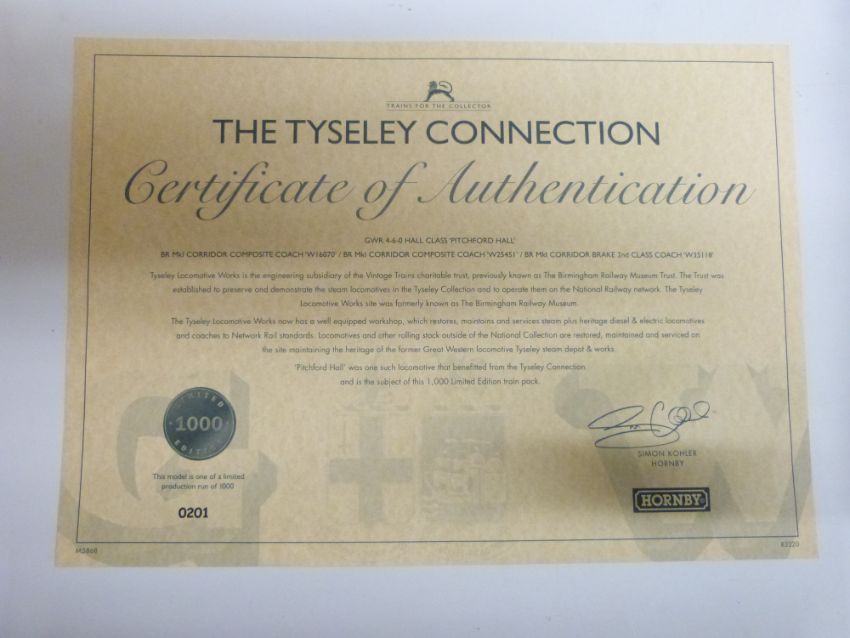 TRAINS FOR THE COLLECTOR
THE TYSELEY CONNECTION
Certificate of Authentication
GWR 4-6-0 HALL CLASS 'PITCHFORD HALL'
BR MkI CORRIDOR COMPOSITE COACH 'W16070' / BR MkI CORRIDOR COMPOSITE COACH 'W25451' / BR MkI CORRIDOR BRAKE 2nd CLASS COACH 'W35118'
Tyseley Locomotive Works is the engineering subsidiary of the Vintage Trains charitable trust, previously known as The Birmingham Railway Museum Trust. The Trust was
established to preserve and demonstrate the steam locomotives in the Tyseley Collection and to operate them on the National Railway network. The Tyseley
Locomotive Works site was formerly known as The Birmingham Railway Museum.
The Tyseley Locomotive Works now has a well equipped workshop, which restores, maintains and services steam plus heritage diesel & electric locomotives
and coaches to Network Rail standards. Locomotives and other rolling stock outside of the National Collection are restored, maintained and serviced on
the site maintaining the heritage of the former Great Western locomotive Tyseley steam depot & works.
'Pitchford Hall' was one such locomotive that benefitted from the Tyseley Connection
and is the subject of this 1,000 Limited Edition train pack.
LIMITED
1000
EDITION
This model is one of a limited
production run of 1000
0201
SIMON KOHLER
HORNBY
HORNBY
M5868
R3220